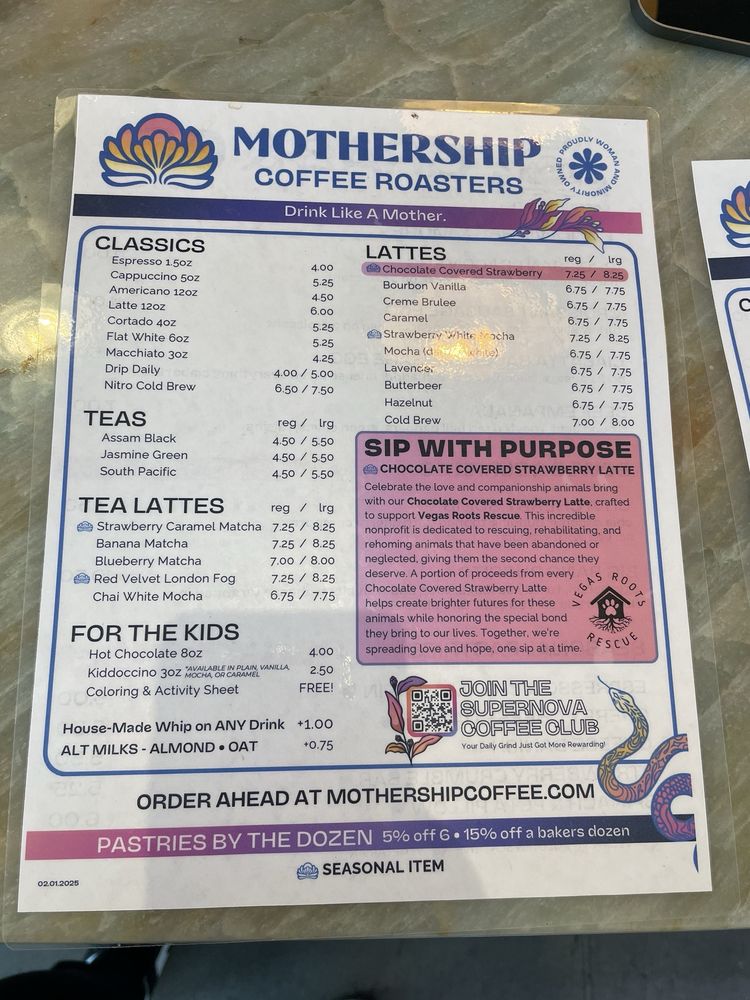 MOTHERSHIP
COFFEE ROASTERS
PROUDLY WOMAN AND MINORITY OWNED
Drink Like A Mother.
CLASSICS
Espresso 1.5oz 4.00
Cappuccino 5oz 5.25
Americano 12oz 4.50
Latte 12oz 6.00
Cortado 4oz 5.25
Flat White 6oz 5.25
Macchiato 3oz 4.25
Drip Daily 4.00 / 5.00
Nitro Cold Brew 6.50 / 7.50
TEAS reg / lrg
Assam Black 4.50 / 5.50
Jasmine Green 4.50 / 5.50
South Pacific 4.50 / 5.50
TEA LATTES reg / lrg
Strawberry Caramel Matcha 7.25 / 8.25
Banana Matcha 7.25 / 8.25
Blueberry Matcha 7.00 / 8.00
Red Velvet London Fog 7.25 / 8.25
Chai White Mocha 6.75 / 7.75
FOR THE KIDS
Hot Chocolate 8oz 4.00
Kiddoccino 3oz *AVAILABLE IN PLAIN, VANILLA, MOCHA, OR CARAMEL 2.50
Coloring & Activity Sheet FREE!
House-Made Whip on ANY Drink +1.00
ALT MILKS - ALMOND • OAT +0.75
LATTES reg / lrg
Chocolate Covered Strawberry 7.25 / 8.25
Bourbon Vanilla 6.75 / 7.75
Creme Brulee 6.75 / 7.75
Caramel 6.75 / 7.75
Strawberry White Mocha 7.25 / 8.25
Mocha (white) 6.75 / 7.75
Lavender 6.75 / 7.75
Butterbeer 6.75 / 7.75
Hazelnut 6.75 / 7.75
Cold Brew 7.00 / 8.00
SIP WITH PURPOSE
CHOCOLATE COVERED STRAWBERRY LATTE
Celebrate the love and companionship animals bring
with our Chocolate Covered Strawberry Latte, crafted
to support Vegas Roots Rescue. This incredible
nonprofit is dedicated to rescuing, rehabilitating, and
rehoming animals that have been abandoned or
neglected, giving them the second chance they
deserve. A portion of proceeds from every
Chocolate Covered Strawberry Latte
helps create brighter futures for these
animals while honoring the special bond
they bring to our lives. Together, we're
spreading love and hope, one sip at a time.
VEGAS ROOTS
RESCUE
JOIN THE
SUPERNOVA
COFFEE CLUB
Your Daily Grind Just Got More Rewarding!
ORDER AHEAD AT MOTHERSHIPCOFFEE.COM
PASTRIES BY THE DOZEN 5% off 6 • 15% off a bakers dozen
SEASONAL ITEM
02.01.2025